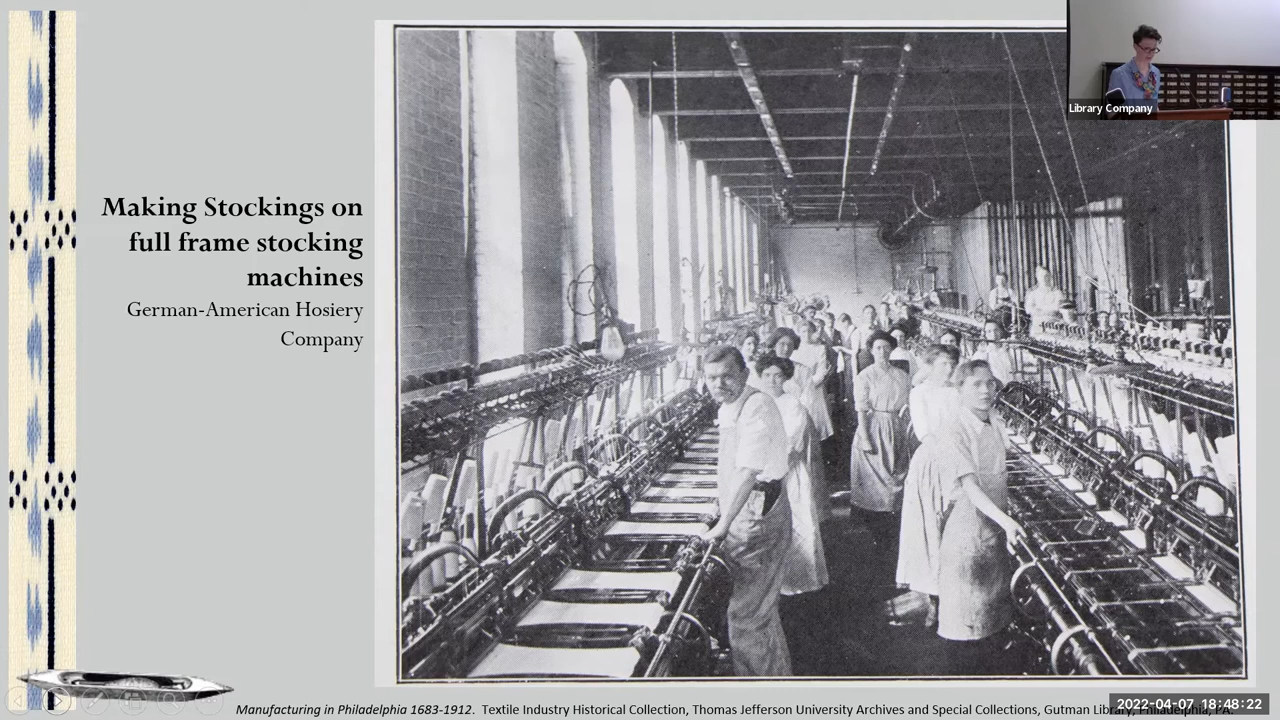 Library Company
Making Stockings on
full frame stocking
machines
German-American Hosiery
Company
Manufacturing in Philadelphia 1683-1912. Textile Industry Historical Collection, Thomas Jefferson University Archives and Special Collections, Gutman Library, Philadelphia, PA.
2022-04-07 18:48:22